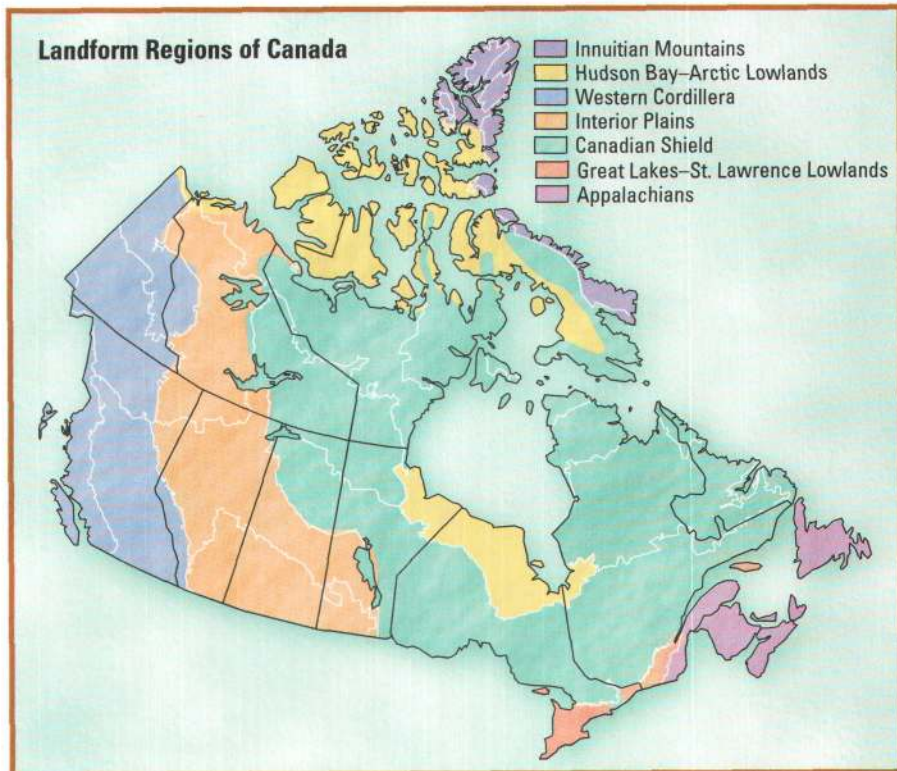 Landform Regions of Canada
Innuitian Mountains
Hudson Bay–Arctic Lowlands
Western Cordillera
Interior Plains
Canadian Shield
Great Lakes–St. Lawrence Lowlands
Appalachians